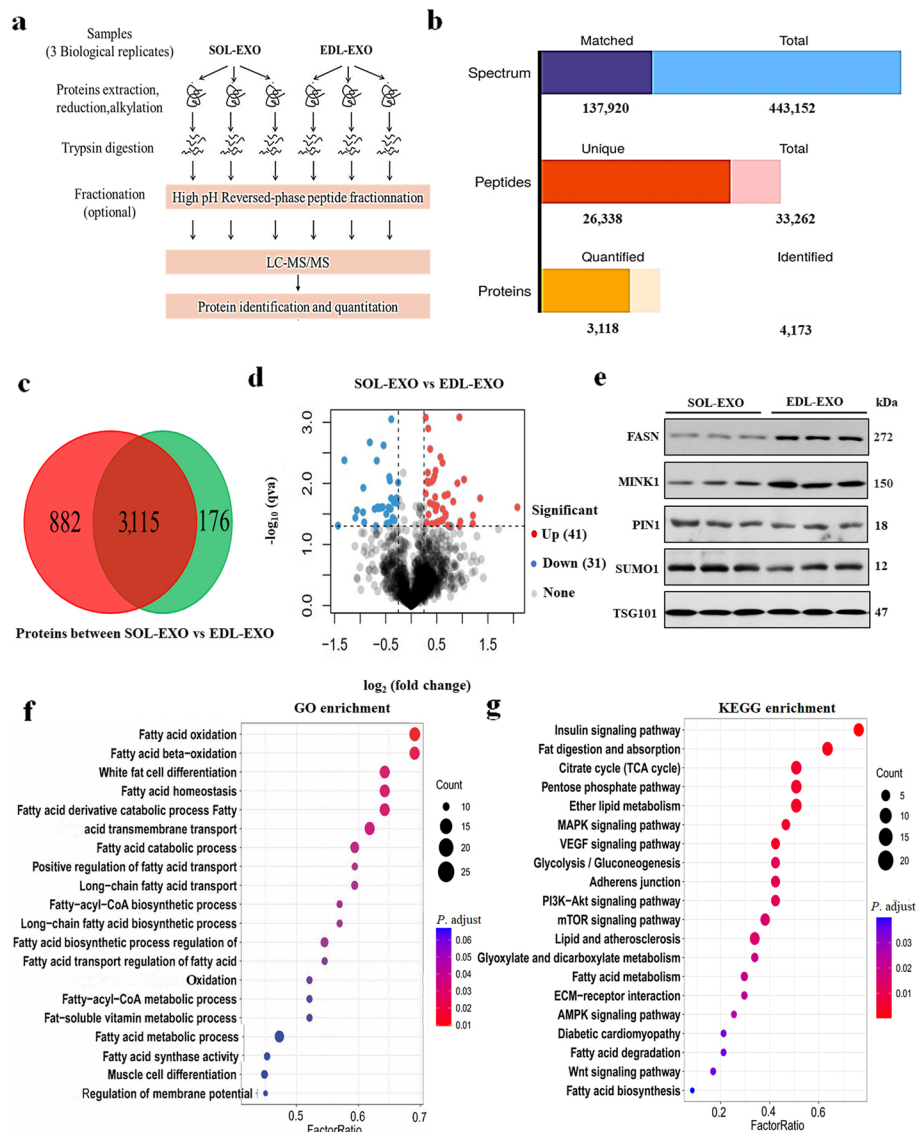 a
Samples
(3 Biological replicates)
SOL-EXO
EDL-EXO
Proteins extraction,
reduction,alkylation
Trypsin digestion
Fractionation
(optional)
High pH Reversed-phase peptide fractionnation
LC-MS/MS
Protein identification and quantitation
b
Matched
Total
Spectrum
137,920
443,152
Unique
Total
Peptides
26,338
33,262
Quantified
Identified
Proteins
3,118
4,173
c
882
3,115
176
Proteins between SOL-EXO vs EDL-EXO
d
SOL-EXO vs EDL-EXO
-log10 (qva)
3.0
2.0
2.0
1.0
0.0
−1.5
−0.5
0.5
1.5
log2 (fold change)
Significant
Up (41)
Down (31)
None
e
SOL-EXO
EDL-EXO
kDa
FASN
272
MINK1
150
PIN1
18
SUMO1
12
TSG101
47
f
GO enrichment
Fatty acid oxidation
Fatty acid beta−oxidation
White fat cell differentiation
Fatty acid homeostasis
Fatty acid derivative catabolic process Fatty
acid transmembrane transport
Fatty acid catabolic process
Positive regulation of fatty acid transport
Long−chain fatty acid transport
Fatty−acyl−CoA biosynthetic process
Long−chain fatty acid biosynthetic process
Fatty acid biosynthetic process regulation of
Fatty acid transport regulation of fatty acid
Oxidation
Fatty−acyl−CoA metabolic process
Fat−soluble vitamin metabolic process
Fatty acid metabolic process
Fatty acid synthase activity
Muscle cell differentiation
Regulation of membrane potential
0.5
0.6
0.7
FactorRatio
Count
10
15
20
25
P. adjust
0.06
0.05
0.04
0.03
0.02
0.01
g
KEGG enrichment
Insulin signaling pathway
Fat digestion and absorption
Citrate cycle (TCA cycle)
Pentose phosphate pathway
Ether lipid metabolism
MAPK signaling pathway
VEGF signaling pathway
Glycolysis / Gluconeogenesis
Adherens junction
PI3K−Akt signaling pathway
mTOR signaling pathway
Lipid and atherosclerosis
Glyoxylate and dicarboxylate metabolism
Fatty acid metabolism
ECM−receptor interaction
AMPK signaling pathway
Diabetic cardiomyopathy
Fatty acid degradation
Wnt signaling pathway
Fatty acid biosynthesis
0.2
0.4
0.6
FactorRatio
Count
5
10
15
20
P. adjust
0.03
0.02
0.01